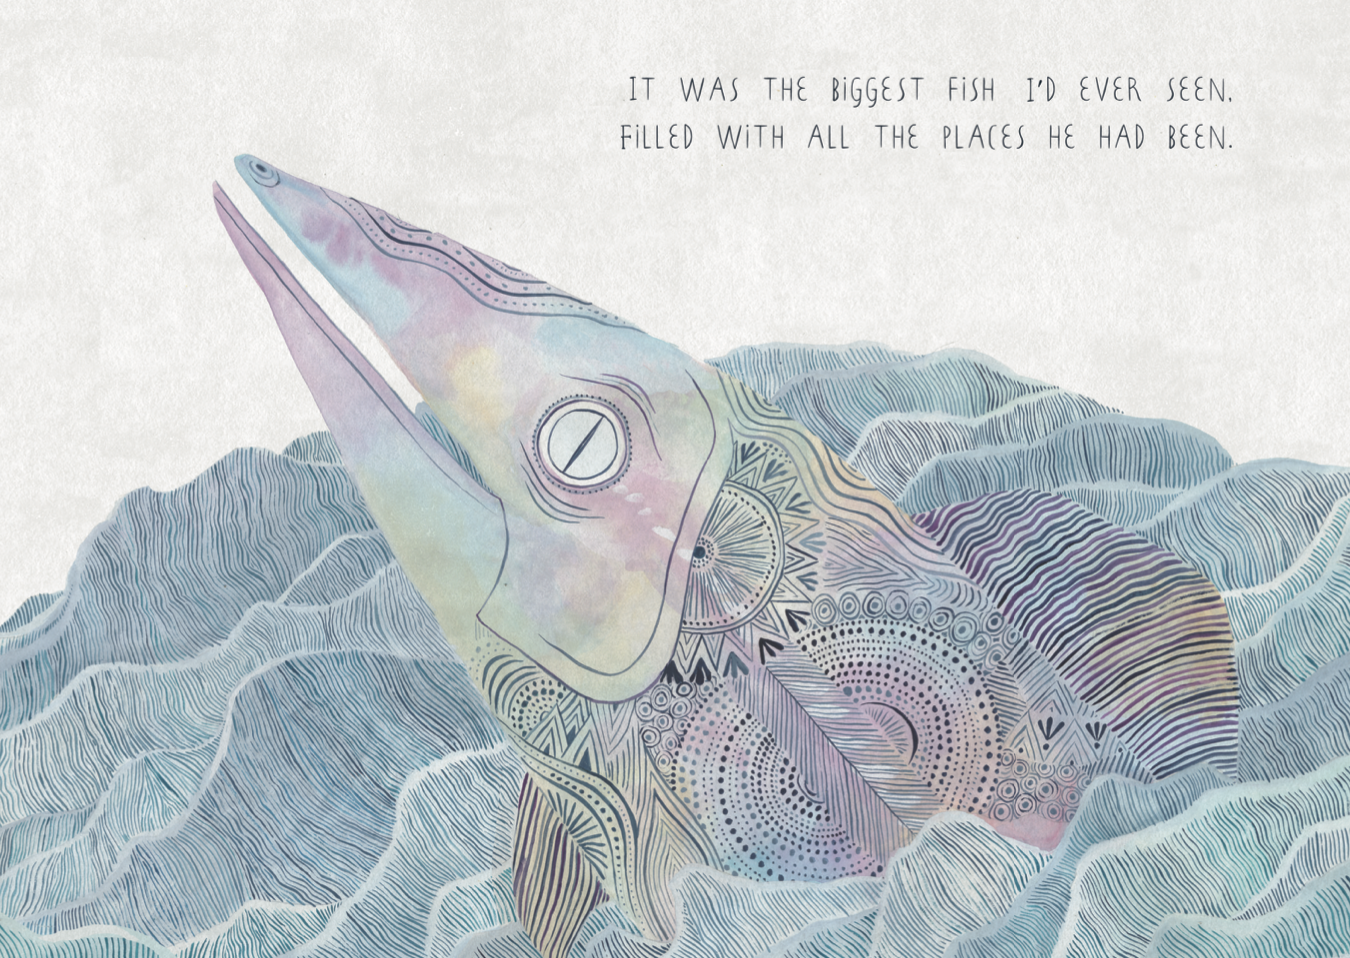 IT WAS THE BiGGEST FiSH I'D EVER SEEN,
FiLLED WiTH ALL THE PLACES HE HAD BEEN.